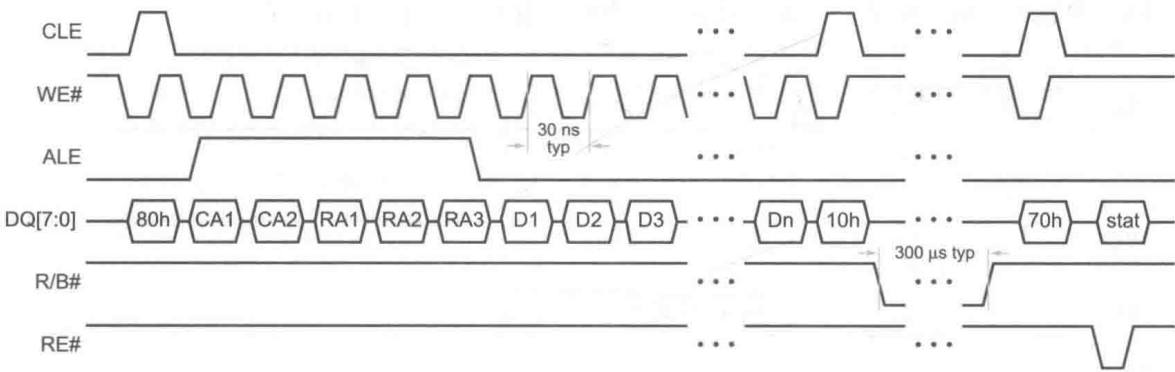 CLE
WE#
30 ns
typ
ALE
DQ[7:0] 80h CA1 CA2 RA1 RA2 RA3 D1 D2 D3 Dn 10h 70h stat
300 µs typ
R/B#
RE#